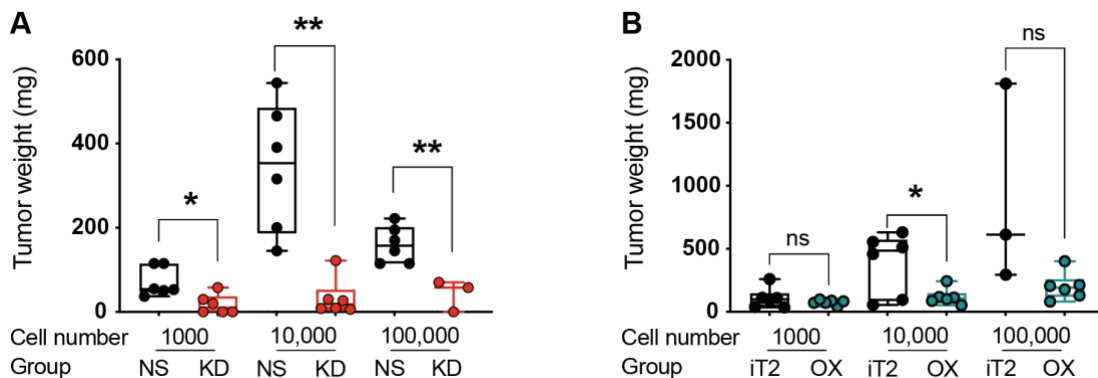 A
B
Tumor weight (mg)
600
400
200
0
*
**
**
Cell number 1000 10,000 100,000
Group NS KD NS KD NS KD
Tumor weight (mg)
2000
1500
1000
500
0
ns
*
ns
Cell number 1000 10,000 100,000
Group iT2 OX iT2 OX iT2 OX